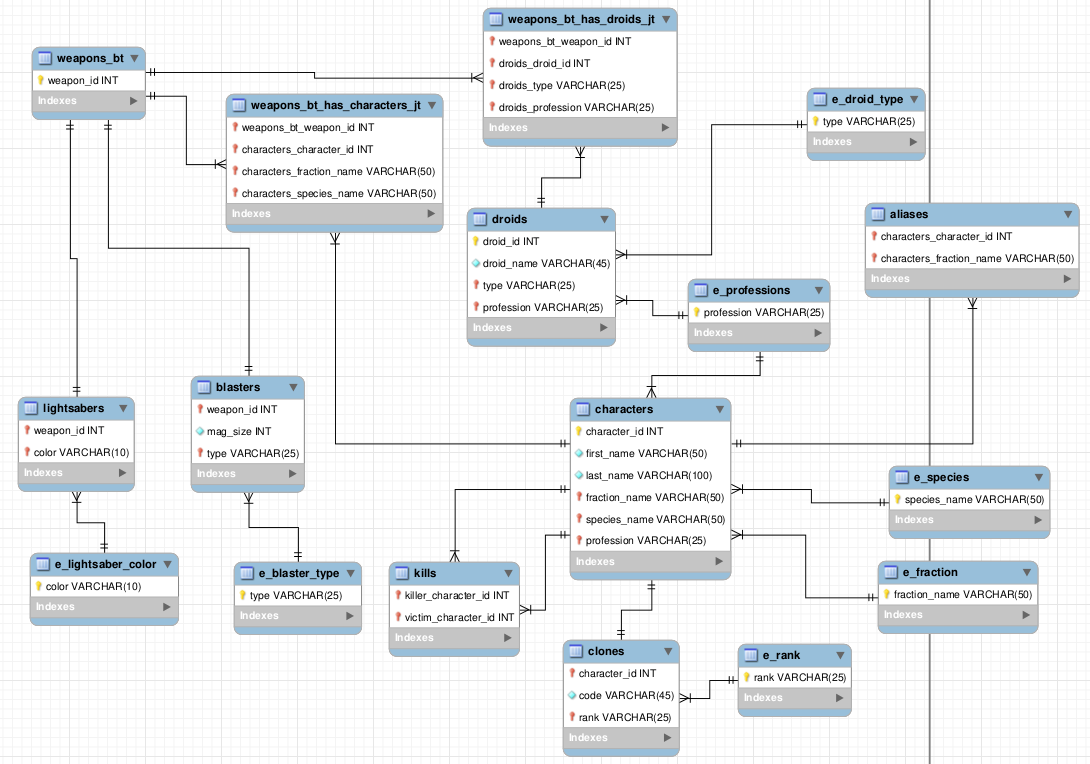 weapons_bt
weapon_id INT
Indexes
weapons_bt_has_droids_jt
weapons_bt_weapon_id INT
droids_droid_id INT
droids_type VARCHAR(25)
droids_profession VARCHAR(25)
Indexes
weapons_bt_has_characters_jt
weapons_bt_weapon_id INT
characters_character_id INT
characters_fraction_name VARCHAR(50)
characters_species_name VARCHAR(50)
Indexes
e_droid_type
type VARCHAR(25)
Indexes
droids
droid_id INT
droid_name VARCHAR(45)
type VARCHAR(25)
profession VARCHAR(25)
Indexes
aliases
characters_character_id INT
characters_fraction_name VARCHAR(50)
Indexes
e_professions
profession VARCHAR(25)
Indexes
lightsabers
weapon_id INT
color VARCHAR(10)
Indexes
blasters
weapon_id INT
mag_size INT
type VARCHAR(25)
Indexes
characters
character_id INT
first_name VARCHAR(50)
last_name VARCHAR(100)
fraction_name VARCHAR(50)
species_name VARCHAR(50)
profession VARCHAR(25)
Indexes
e_species
species_name VARCHAR(50)
Indexes
e_lightsaber_color
color VARCHAR(10)
Indexes
e_blaster_type
type VARCHAR(25)
Indexes
kills
killer_character_id INT
victim_character_id INT
Indexes
e_fraction
fraction_name VARCHAR(50)
Indexes
clones
character_id INT
code VARCHAR(45)
rank VARCHAR(25)
Indexes
e_rank
rank VARCHAR(25)
Indexes